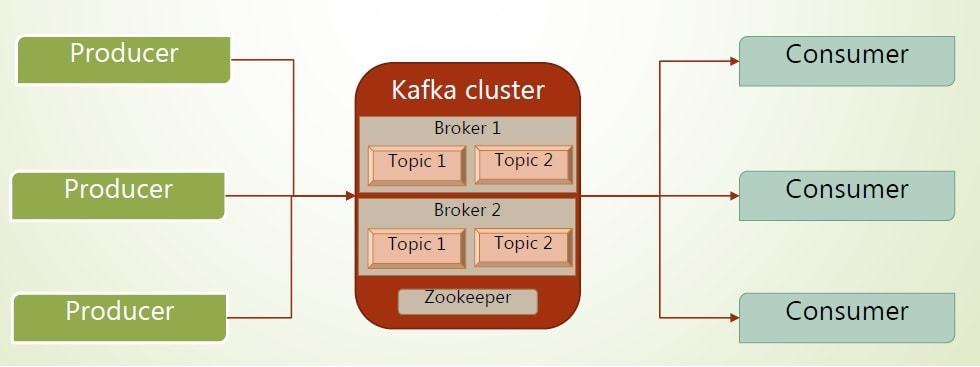 Producer
Producer
Producer
Kafka cluster
Broker 1
Topic 1
Topic 2
Broker 2
Topic 1
Topic 2
Zookeeper
Consumer
Consumer
Consumer